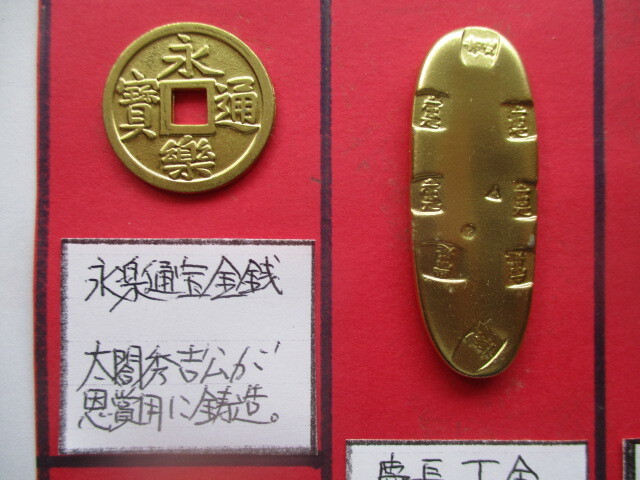 永樂通寳
永楽通宝金銭
太閤秀吉公が
恩賞用に鋳造。
慶長丁金